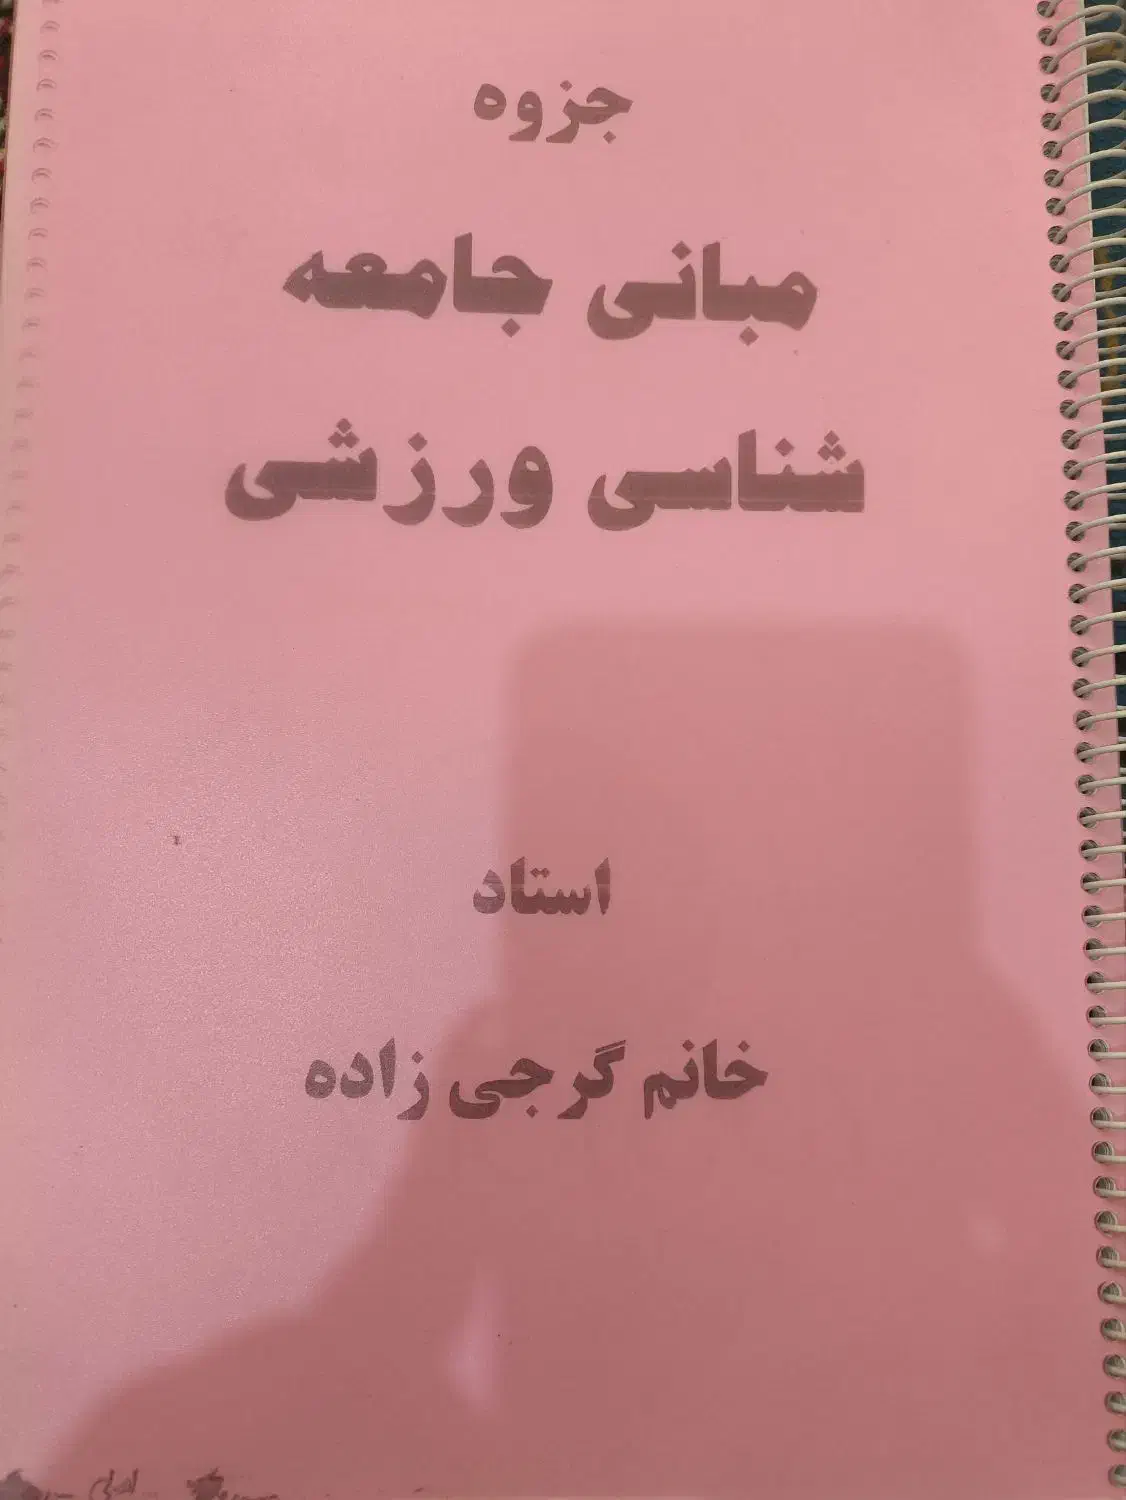 جزوه
مبانی جامعه
شناسی ورزشی
استاد
خانم گرجی زاده